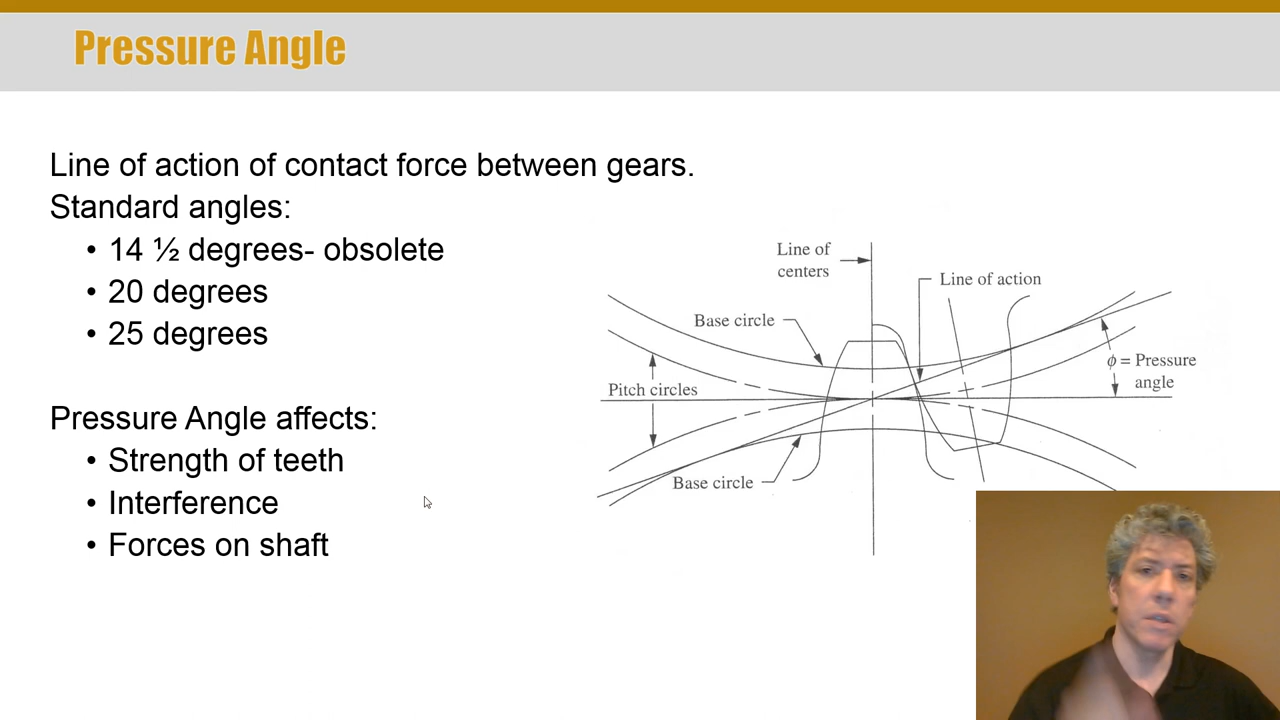 Pressure Angle
Line of action of contact force between gears.
Standard angles:
• 14 ½ degrees- obsolete
• 20 degrees
• 25 degrees
Pressure Angle affects:
• Strength of teeth
• Interference
• Forces on shaft
Line of
centers
Line of action
Base circle
Pitch circles
ϕ = Pressure
angle
Base circle